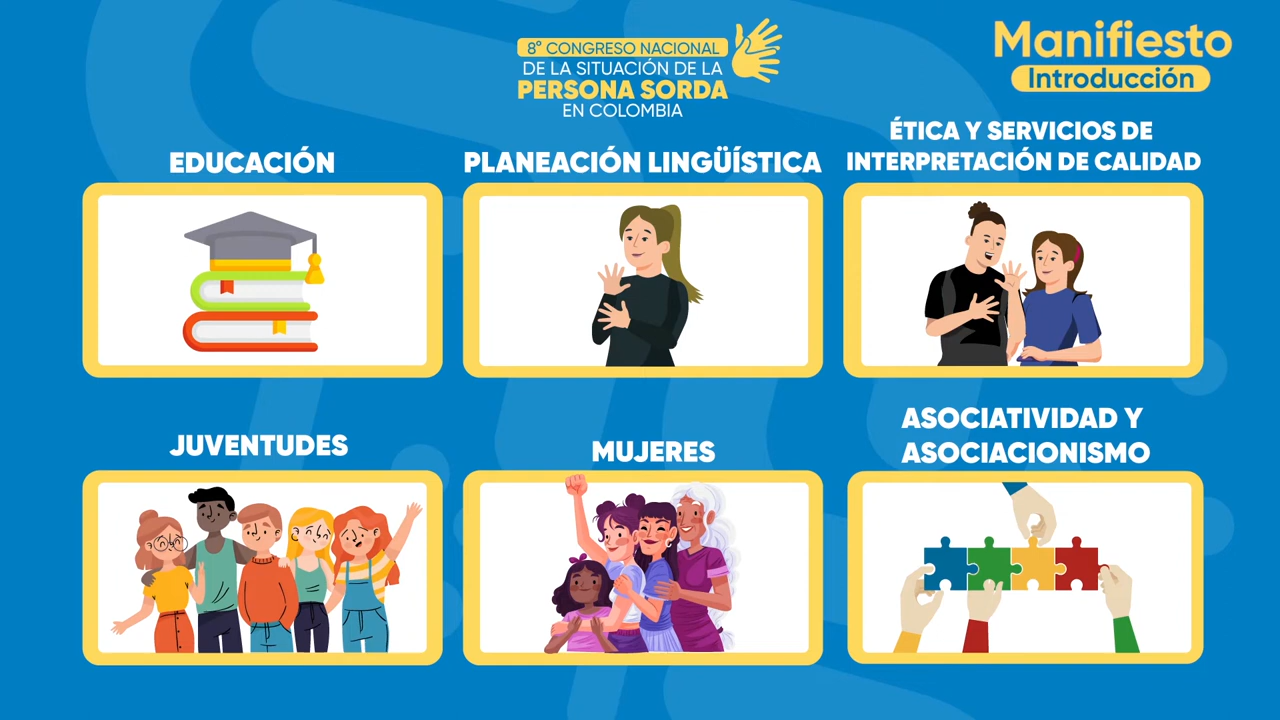 8° CONGRESO NACIONAL
DE LA SITUACIÓN DE LA
PERSONA SORDA
EN COLOMBIA
Manifiesto
Introducción
EDUCACIÓN
PLANEACIÓN LINGÜÍSTICA
ÉTICA Y SERVICIOS DE
INTERPRETACIÓN DE CALIDAD
JUVENTUDES
MUJERES
ASOCIATIVIDAD Y
ASOCIACIONISMO